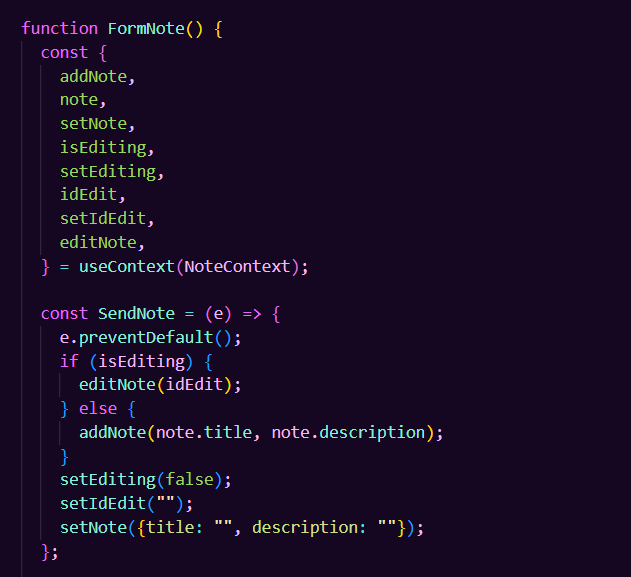 function FormNote() {
const {
addNote,
note,
setNote,
isEditing,
setEditing,
idEdit,
setIdEdit,
editNote,
} = useContext(NoteContext);
const SendNote = (e) => {
e.preventDefault();
if (isEditing) {
editNote(idEdit);
} else {
addNote(note.title, note.description);
}
setEditing(false);
setIdEdit("");
setNote({title: "", description: ""});
};